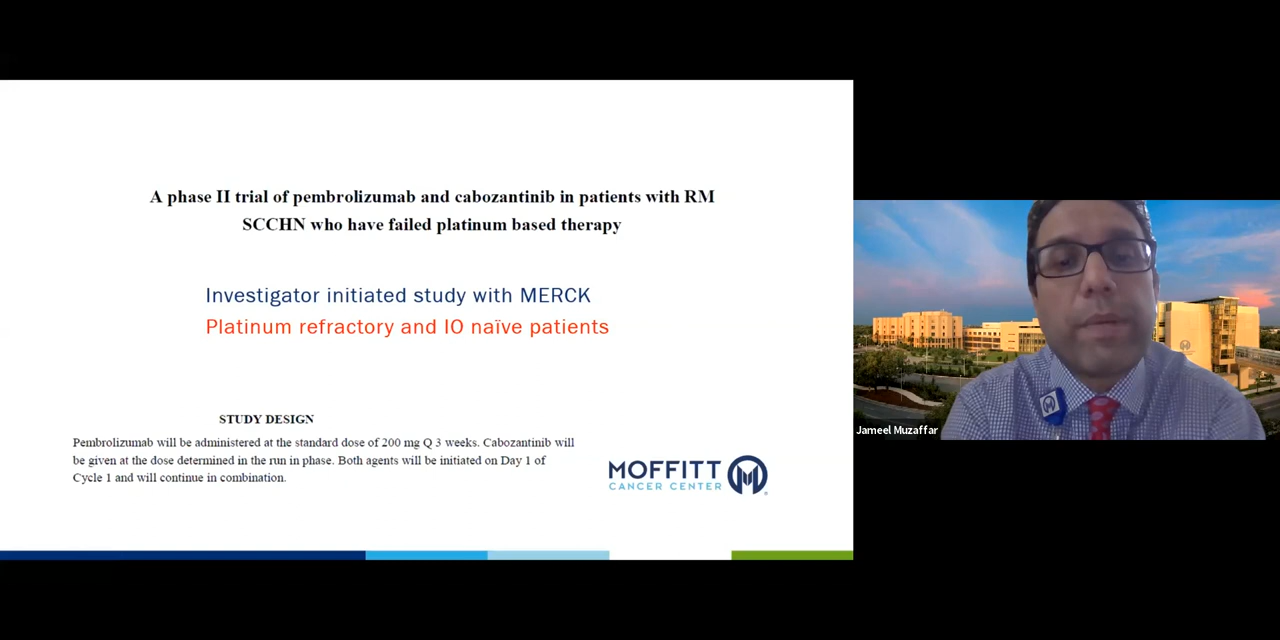 A phase II trial of pembrolizumab and cabozantinib in patients with RM
SCCHN who have failed platinum based therapy
Investigator initiated study with MERCK
Platinum refractory and IO naïve patients
STUDY DESIGN
Pembrolizumab will be administered at the standard dose of 200 mg Q 3 weeks. Cabozantinib will
be given at the dose determined in the run in phase. Both agents will be initiated on Day 1 of
Cycle 1 and will continue in combination.
MOFFITT
CANCER CENTER
Jameel Muzaffar